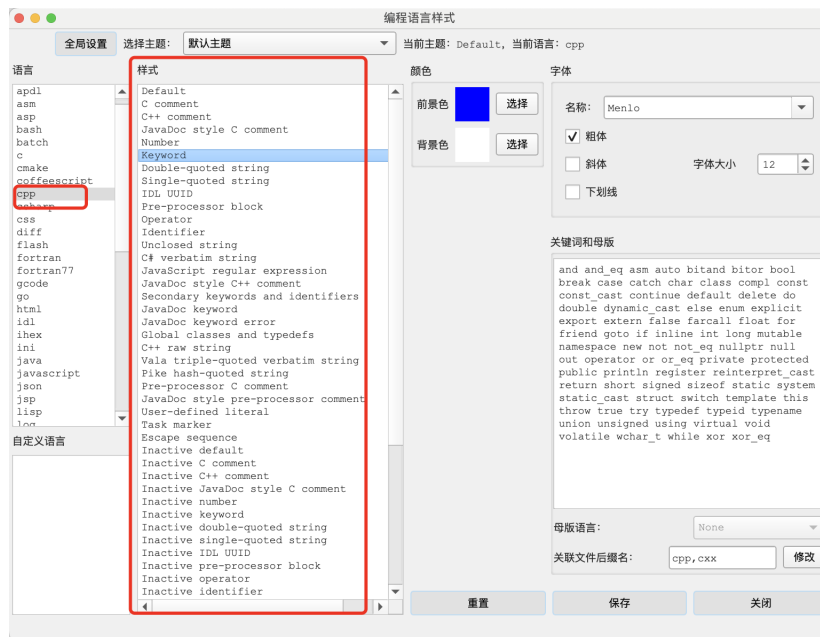 编程语言样式
全局设置 选择主题： 默认主题 当前主题：Default，当前语言：cpp
语言
apdl
asm
asp
bash
batch
c
cmake
coffeescript
cpp
csharp
css
diff
flash
fortran
fortran77
gcode
go
html
idl
ihex
ini
java
javascript
json
jsp
lisp
log
自定义语言
样式
Default
C comment
C++ comment
JavaDoc style C comment
Number
Keyword
Double-quoted string
Single-quoted string
IDL UUID
Pre-processor block
Operator
Identifier
Unclosed string
C# verbatim string
JavaScript regular expression
JavaDoc style C++ comment
Secondary keywords and identifiers
JavaDoc keyword
JavaDoc keyword error
Global classes and typedefs
C++ raw string
Vala triple-quoted verbatim string
Pike hash-quoted string
Pre-processor C comment
JavaDoc style pre-processor comment
User-defined literal
Task marker
Escape sequence
Inactive default
Inactive C comment
Inactive C++ comment
Inactive JavaDoc style C comment
Inactive number
Inactive keyword
Inactive double-quoted string
Inactive single-quoted string
Inactive IDL UUID
Inactive pre-processor block
Inactive operator
Inactive identifier
颜色
前景色 选择
背景色 选择
字体
名称： Menlo
粗体
斜体 字体大小 12
下划线
关键词和母版
and and_eq asm auto bitand bitor bool
break case catch char class compl const
const_cast continue default delete do
double dynamic_cast else enum explicit
export extern false farcall float for
friend goto if inline int long mutable
namespace new not not_eq nullptr null
out operator or or_eq private protected
public println register reinterpret_cast
return short signed sizeof static system
static_cast struct switch template this
throw true try typedef typeid typename
union unsigned using virtual void
volatile wchar_t while xor xor_eq
母版语言： None
关联文件后缀名： cpp,cxx 修改
重置 保存 关闭